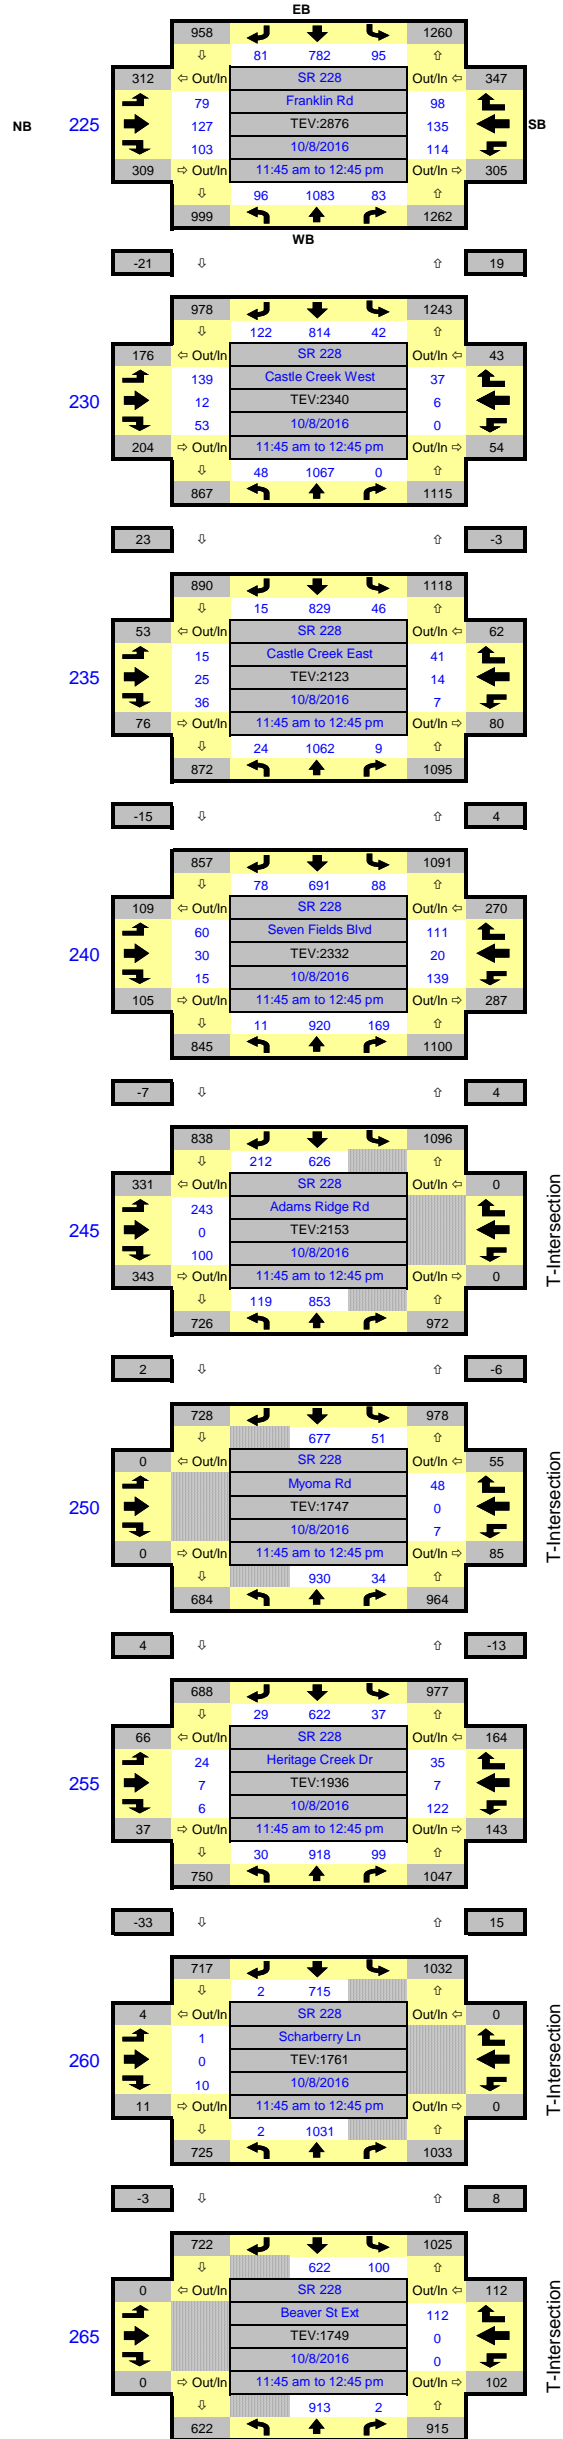 EB
958 1260
⇩ 81 782 95 ⇧
312 ⇦ Out/In SR 228 Out/In ⇦ 347
79 Franklin Rd 98
NB 225 127 TEV:2876 135 SB
103 10/8/2016 114
309 ⇨ Out/In 11:45 am to 12:45 pm Out/In ⇨ 305
⇩ 96 1083 83 ⇧
999 1262
WB
-21 ⇩ ⇧ 19
978 1243
⇩ 122 814 42 ⇧
176 ⇦ Out/In SR 228 Out/In ⇦ 43
139 Castle Creek West 37
230 12 TEV:2340 6
53 10/8/2016 0
204 ⇨ Out/In 11:45 am to 12:45 pm Out/In ⇨ 54
⇩ 48 1067 0 ⇧
867 1115
23 ⇩ ⇧ -3
890 1118
⇩ 15 829 46 ⇧
53 ⇦ Out/In SR 228 Out/In ⇦ 62
15 Castle Creek East 41
235 25 TEV:2123 14
36 10/8/2016 7
76 ⇨ Out/In 11:45 am to 12:45 pm Out/In ⇨ 80
⇩ 24 1062 9 ⇧
872 1095
-15 ⇩ ⇧ 4
857 1091
⇩ 78 691 88 ⇧
109 ⇦ Out/In SR 228 Out/In ⇦ 270
60 Seven Fields Blvd 111
240 30 TEV:2332 20
15 10/8/2016 139
105 ⇨ Out/In 11:45 am to 12:45 pm Out/In ⇨ 287
⇩ 11 920 169 ⇧
845 1100
-7 ⇩ ⇧ 4
838 1096
⇩ 212 626 ⇧
331 ⇦ Out/In SR 228 Out/In ⇦ 0
243 Adams Ridge Rd
245 0 TEV:2153 T-Intersection
100 10/8/2016
343 ⇨ Out/In 11:45 am to 12:45 pm Out/In ⇨ 0
⇩ 119 853 ⇧
726 972
2 ⇩ ⇧ -6
728 978
⇩ 677 51 ⇧
0 ⇦ Out/In SR 228 Out/In ⇦ 55
Myoma Rd 48
250 TEV:1747 0 T-Intersection
10/8/2016 7
0 ⇨ Out/In 11:45 am to 12:45 pm Out/In ⇨ 85
⇩ 930 34 ⇧
684 964
4 ⇩ ⇧ -13
688 977
⇩ 29 622 37 ⇧
66 ⇦ Out/In SR 228 Out/In ⇦ 164
24 Heritage Creek Dr 35
255 7 TEV:1936 7
6 10/8/2016 122
37 ⇨ Out/In 11:45 am to 12:45 pm Out/In ⇨ 143
⇩ 30 918 99 ⇧
750 1047
-33 ⇩ ⇧ 15
717 1032
⇩ 2 715 ⇧
4 ⇦ Out/In SR 228 Out/In ⇦ 0
1 Scharberry Ln
260 0 TEV:1761 T-Intersection
10 10/8/2016
11 ⇨ Out/In 11:45 am to 12:45 pm Out/In ⇨ 0
⇩ 2 1031 ⇧
725 1033
-3 ⇩ ⇧ 8
722 1025
⇩ 622 100 ⇧
0 ⇦ Out/In SR 228 Out/In ⇦ 112
Beaver St Ext 112
265 TEV:1749 0 T-Intersection
10/8/2016 0
0 ⇨ Out/In 11:45 am to 12:45 pm Out/In ⇨ 102
⇩ 913 2 ⇧
622 915